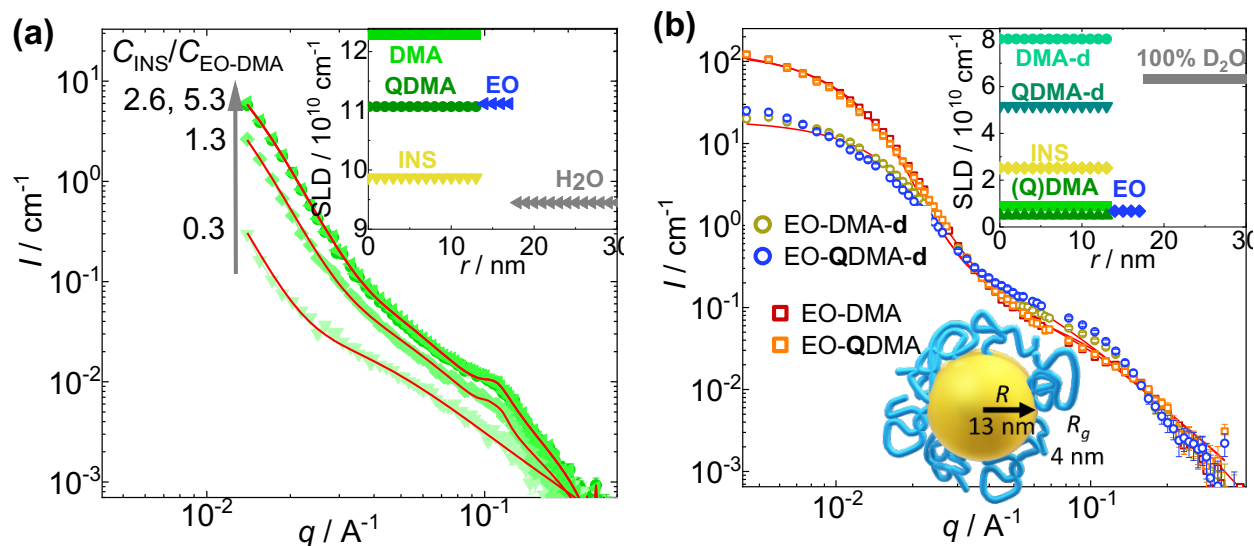 (a)
C_INS/C_EO-DMA
2.6, 5.3
1.3
0.3
10^1
10^0
10^-1
10^-2
10^-3
I / cm^-1
10^-2
10^-1
q / A^-1
12
11
10
9
SLD / 10^10 cm^-1
DMA
QDMA
EO
INS
H2O
0
10
20
30
r / nm
(b)
10^2
10^1
10^0
10^-1
10^-2
10^-3
I / cm^-1
10^-2
10^-1
q / A^-1
8
6
4
2
0
SLD / 10^10 cm^-1
DMA-d
100% D2O
QDMA-d
INS
(Q)DMA
EO
0
10
20
30
r / nm
EO-DMA-d
EO-QDMA-d
EO-DMA
EO-QDMA
R
13 nm
R_g
4 nm